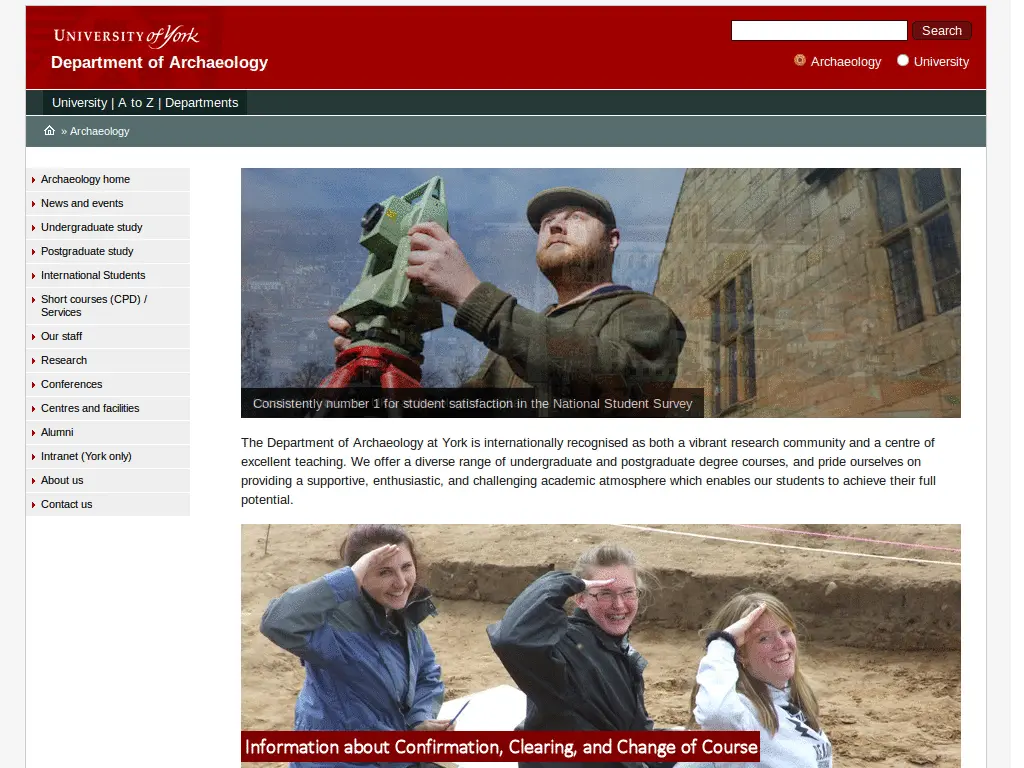 UNIVERSITY of York
Department of Archaeology
Search
Archaeology University
University | A to Z | Departments
» Archaeology
Archaeology home
News and events
Undergraduate study
Postgraduate study
International Students
Short courses (CPD) /
Services
Our staff
Research
Conferences
Centres and facilities
Alumni
Intranet (York only)
About us
Contact us
Consistently number 1 for student satisfaction in the National Student Survey
The Department of Archaeology at York is internationally recognised as both a vibrant research community and a centre of
excellent teaching. We offer a diverse range of undergraduate and postgraduate degree courses, and pride ourselves on
providing a supportive, enthusiastic, and challenging academic atmosphere which enables our students to achieve their full
potential.
Information about Confirmation, Clearing, and Change of Course